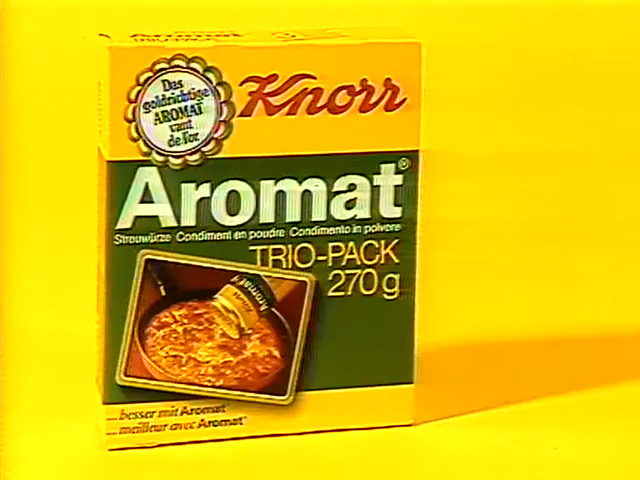 Das
goldrichtige
AROMAT
vaut
de l'or
Knorr
Aromat®
Streuwürze Condiment en poudre Condimento in polvere
TRIO-PACK
270 g
Aromat
... besser mit Aromat
... meilleur avec Aromat